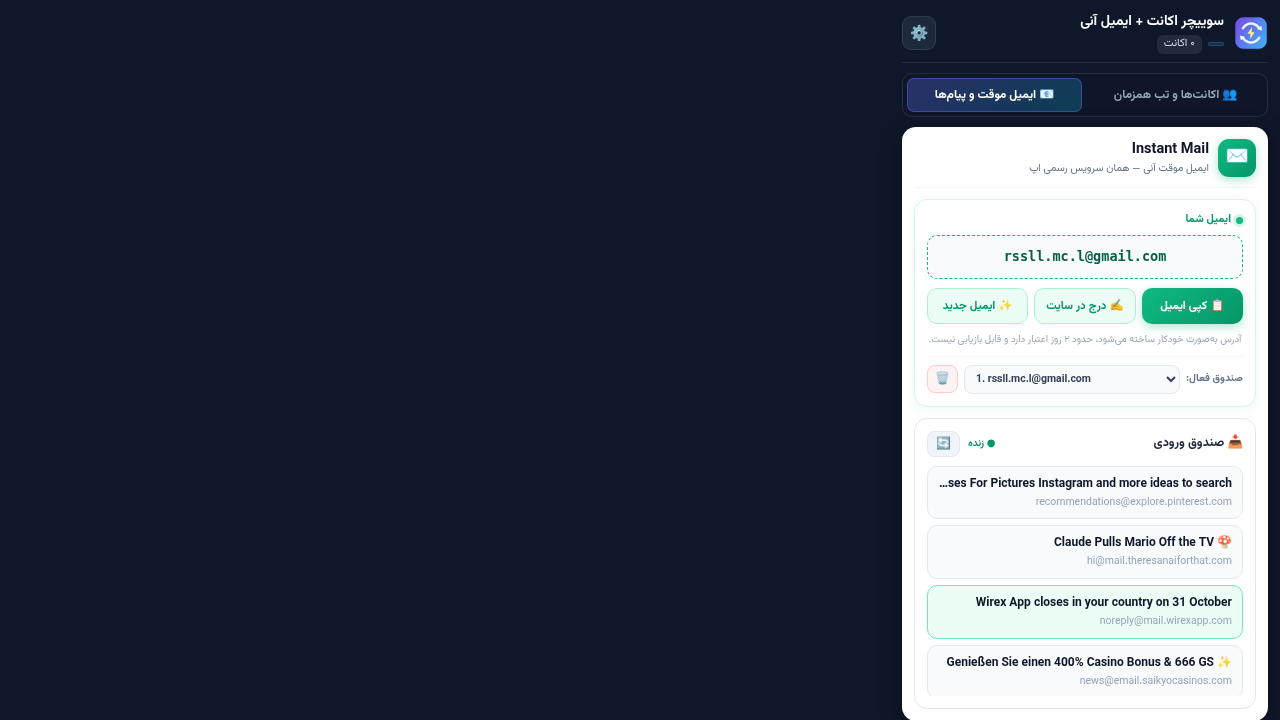 سوییچر اکانت + ایمیل آنی
۰ اکانت
👥 اکانت‌ها و تب همزمان
📧 ایمیل موقت و پیام‌ها
Instant Mail
ایمیل موقت آنی — همان سرویس رسمی اپ
ایمیل شما
rssll.mc.l@gmail.com
📋 کپی ایمیل
✍️ درج در سایت
✨ ایمیل جدید
آدرس به‌صورت خودکار ساخته می‌شود، حدود ۲ روز اعتبار دارد و قابل بازیابی نیست.
صندوق فعال:
1. rssll.mc.l@gmail.com
📥 صندوق ورودی
زنده
...ses For Pictures Instagram and more ideas to search
recommendations@explore.pinterest.com
Claude Pulls Mario Off the TV 🍄
hi@mail.theresanaiforthat.com
Wirex App closes in your country on 31 October
noreply@mail.wirexapp.com
Genießen Sie einen 400% Casino Bonus & 666 GS ✨
news@email.saikyocasinos.com